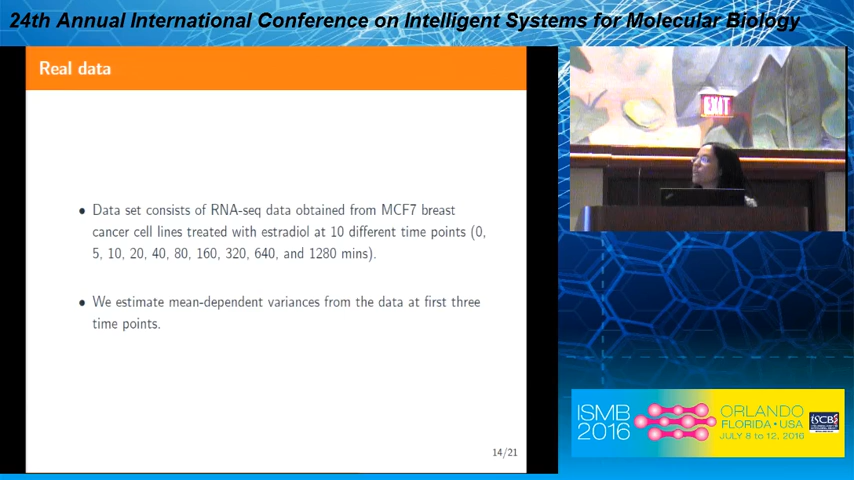 24th Annual International Conference on Intelligent Systems for Molecular Biology
Real data
EXIT
• Data set consists of RNA-seq data obtained from MCF7 breast
cancer cell lines treated with estradiol at 10 different time points (0,
5, 10, 20, 40, 80, 160, 320, 640, and 1280 mins).
• We estimate mean-dependent variances from the data at first three
time points.
14/21
ISMB
2016
ORLANDO
FLORIDA • USA
JULY 8 to 12, 2016
ISCB